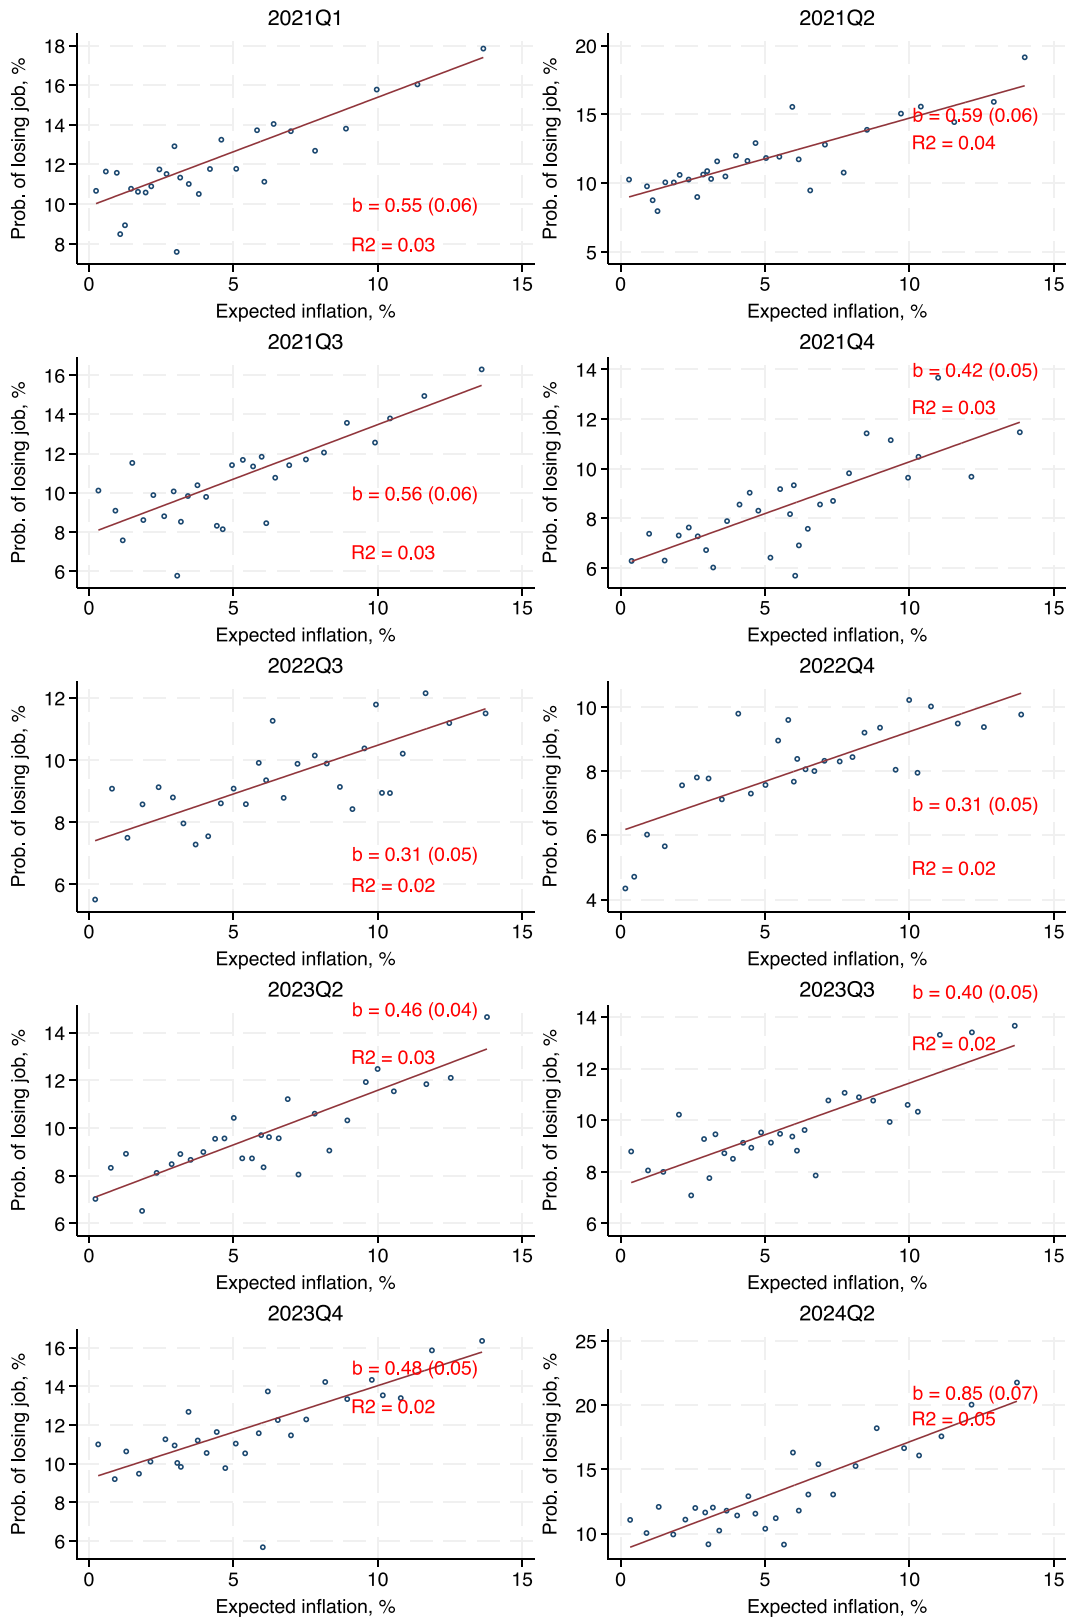 2021Q1
Prob. of losing job, %
18
16
14
12
10
8
b = 0.55 (0.06)
R2 = 0.03
0 5 10 15
Expected inflation, %
2021Q2
Prob. of losing job, %
20
15
10
5
b = 0.59 (0.06)
R2 = 0.04
0 5 10 15
Expected inflation, %
2021Q3
Prob. of losing job, %
16
14
12
10
8
6
b = 0.56 (0.06)
R2 = 0.03
0 5 10 15
Expected inflation, %
2021Q4
Prob. of losing job, %
14
12
10
8
6
b = 0.42 (0.05)
R2 = 0.03
0 5 10 15
Expected inflation, %
2022Q3
Prob. of losing job, %
12
10
8
6
b = 0.31 (0.05)
R2 = 0.02
0 5 10 15
Expected inflation, %
2022Q4
Prob. of losing job, %
10
8
6
4
b = 0.31 (0.05)
R2 = 0.02
0 5 10 15
Expected inflation, %
2023Q2
Prob. of losing job, %
14
12
10
8
6
b = 0.46 (0.04)
R2 = 0.03
0 5 10 15
Expected inflation, %
2023Q3
Prob. of losing job, %
14
12
10
8
6
b = 0.40 (0.05)
R2 = 0.02
0 5 10 15
Expected inflation, %
2023Q4
Prob. of losing job, %
16
14
12
10
8
6
b = 0.48 (0.05)
R2 = 0.02
0 5 10 15
Expected inflation, %
2024Q2
Prob. of losing job, %
25
20
15
10
b = 0.85 (0.07)
R2 = 0.05
0 5 10 15
Expected inflation, %